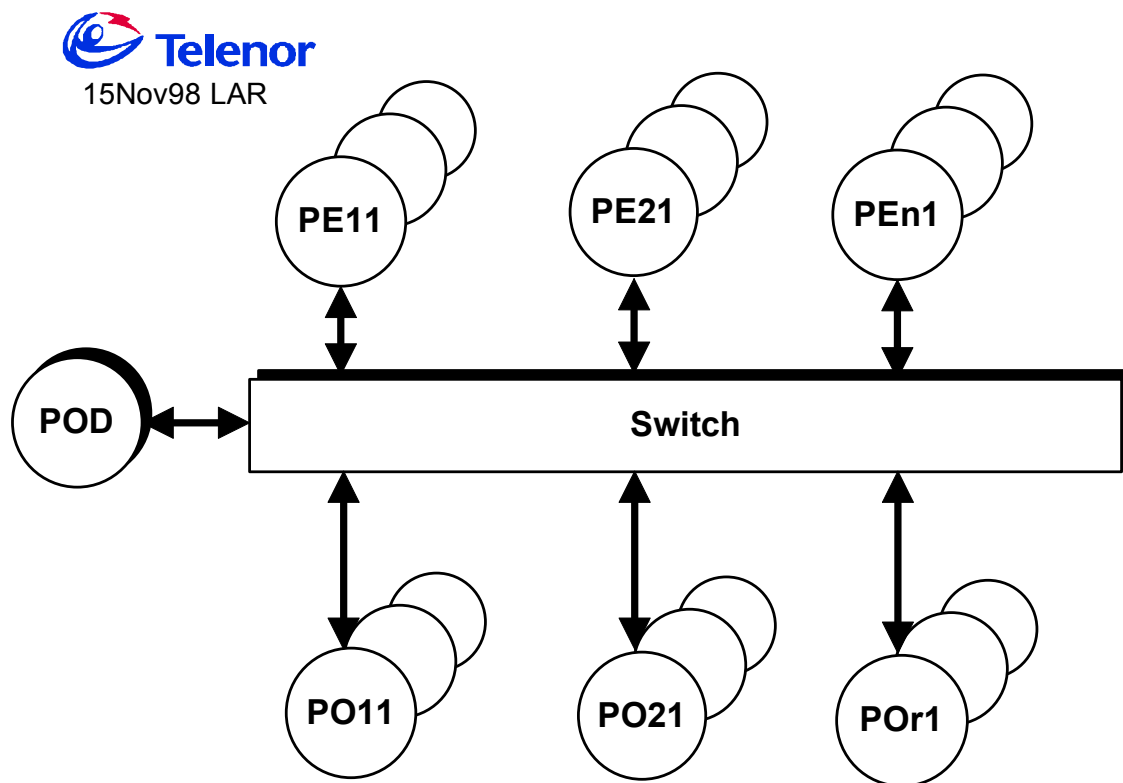 Telenor
15Nov98 LAR
PE11
PE21
PEn1
POD
Switch
PO11
PO21
POr1